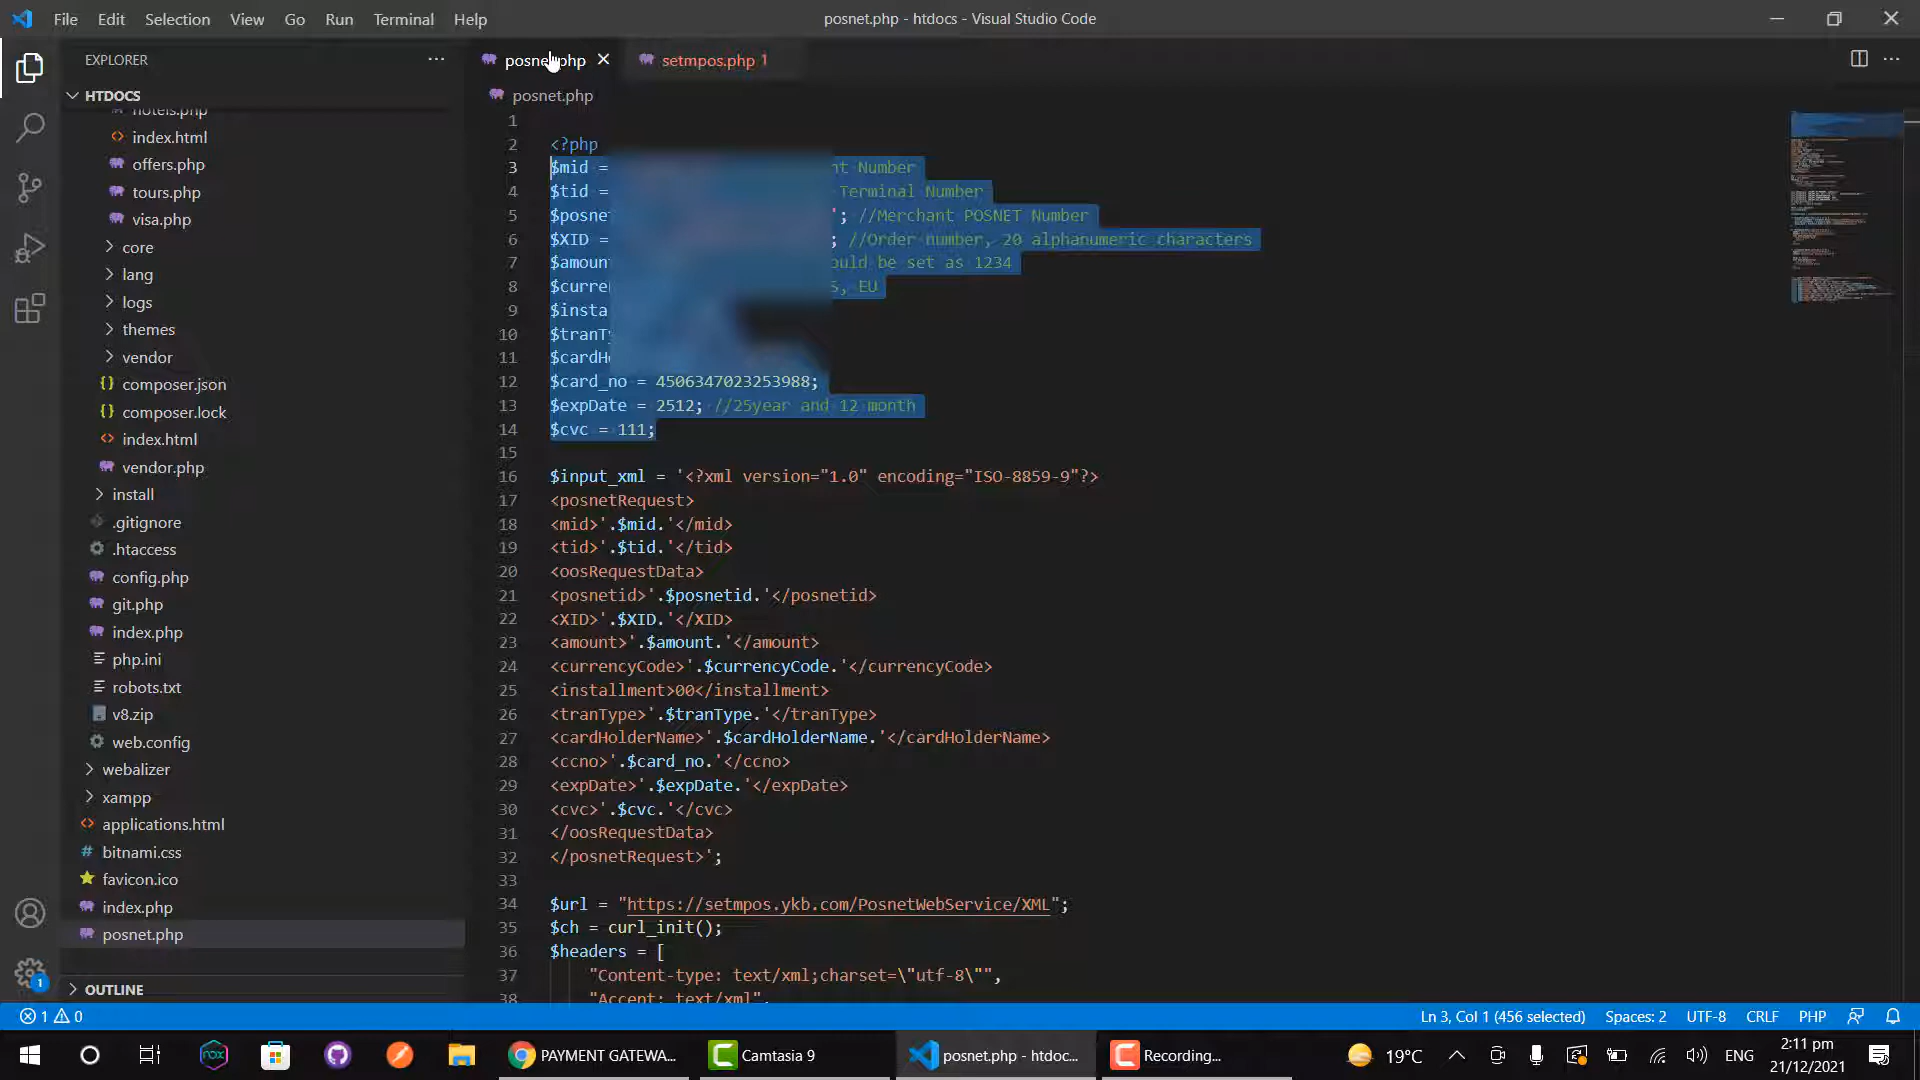 File Edit Selection View Go Run Terminal Help
posnet.php - htdocs - Visual Studio Code
EXPLORER
posnet.php
setmpos.php 1
HTDOCS
posnet.php
hotels.php
index.html
offers.php
tours.php
visa.php
core
lang
logs
themes
vendor
composer.json
composer.lock
index.html
vendor.php
install
.gitignore
.htaccess
config.php
git.php
index.php
php.ini
robots.txt
v8.zip
web.config
webalizer
xampp
applications.html
bitnami.css
favicon.ico
index.php
posnet.php
OUTLINE
1
2 <?php
3 $mid = nt Number
4 $tid = Terminal Number
5 $posnet '; //Merchant POSNET Number
6 $XID = ; //Order number, 20 alphanumeric characters
7 $amount ould be set as 1234
8 $curre S, EU
9 $insta
10 $tranT
11 $cardH
12 $card_no = 4506347023253988;
13 $expDate = 2512; //25year and 12 month
14 $cvc = 111;
15
16 $input_xml = '<?xml version="1.0" encoding="ISO-8859-9"?>
17 <posnetRequest>
18 <mid>'.$mid.'</mid>
19 <tid>'.$tid.'</tid>
20 <oosRequestData>
21 <posnetid>'.$posnetid.'</posnetid>
22 <XID>'.$XID.'</XID>
23 <amount>'.$amount.'</amount>
24 <currencyCode>'.$currencyCode.'</currencyCode>
25 <installment>00</installment>
26 <tranType>'.$tranType.'</tranType>
27 <cardHolderName>'.$cardHolderName.'</cardHolderName>
28 <ccno>'.$card_no.'</ccno>
29 <expDate>'.$expDate.'</expDate>
30 <cvc>'.$cvc.'</cvc>
31 </oosRequestData>
32 </posnetRequest>';
33
34 $url = "https://setmpos.ykb.com/PosnetWebService/XML";
35 $ch = curl_init();
36 $headers = [
37 "Content-type: text/xml;charset=\"utf-8\"",
38 "Accept: text/xml",
1 0
Ln 3, Col 1 (456 selected) Spaces: 2 UTF-8 CRLF PHP
PAYMENT GATEWA...
Camtasia 9
posnet.php - htdoc...
Recording...
19°C
ENG
2:11 pm
21/12/2021